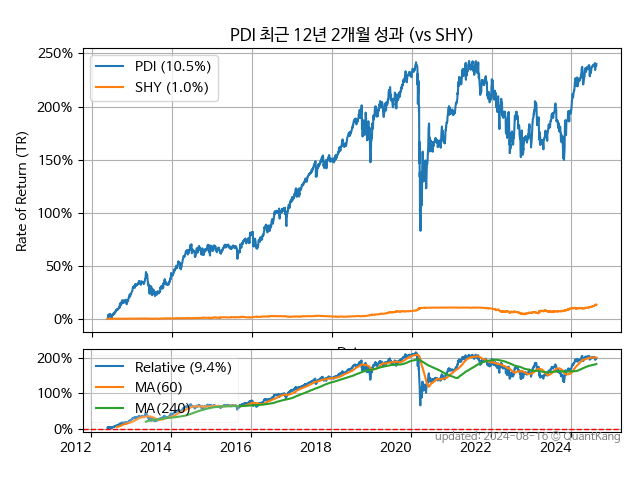 PDI 최근 12년 2개월 성과 (vs SHY)
250%
200%
150%
100%
50%
0%
Rate of Return (TR)
PDI (10.5%)
SHY (1.0%)
200%
100%
0%
Relative (9.4%)
MA(60)
MA(240)
2012 2014 2016 2018 2020 2022 2024
updated: 2024-08-16 © QuantKang